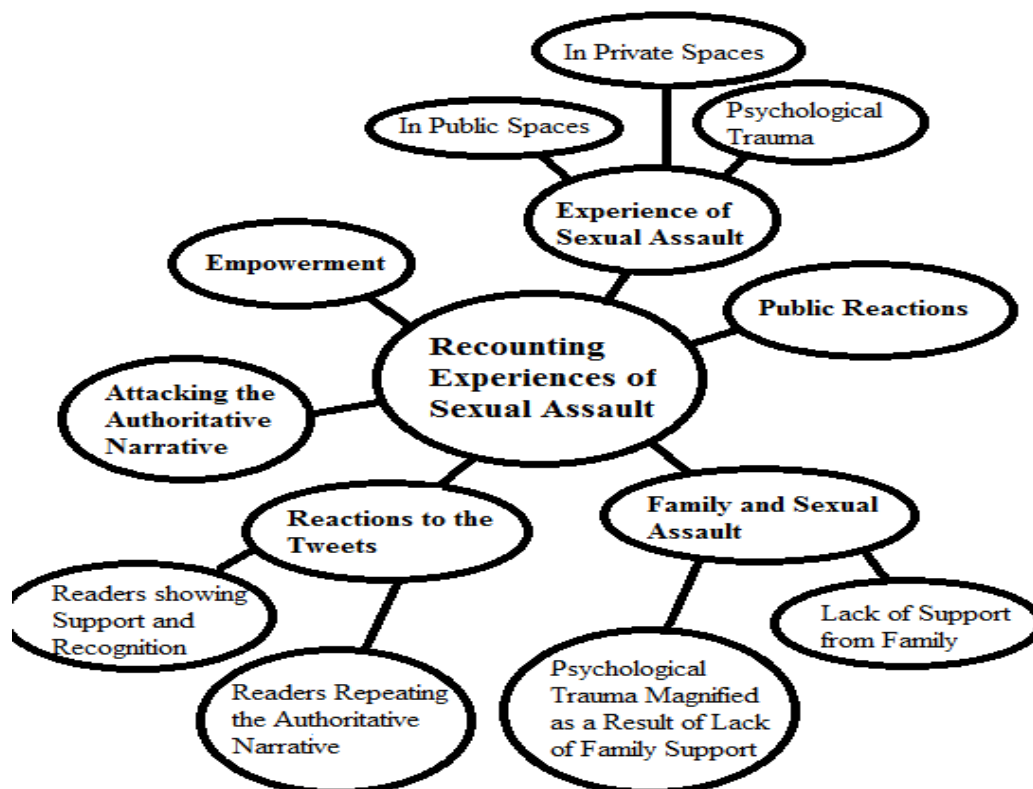 In Private Spaces
In Public Spaces
Psychological
Trauma
Experience of
Sexual Assault
Empowerment
Public Reactions
Recounting
Experiences of
Sexual Assault
Attacking the
Authoritative
Narrative
Reactions to the
Tweets
Family and Sexual
Assault
Readers showing
Support and
Recognition
Lack of Support
from Family
Readers Repeating
the Authoritative
Narrative
Psychological
Trauma Magnified
as a Result of Lack
of Family Support